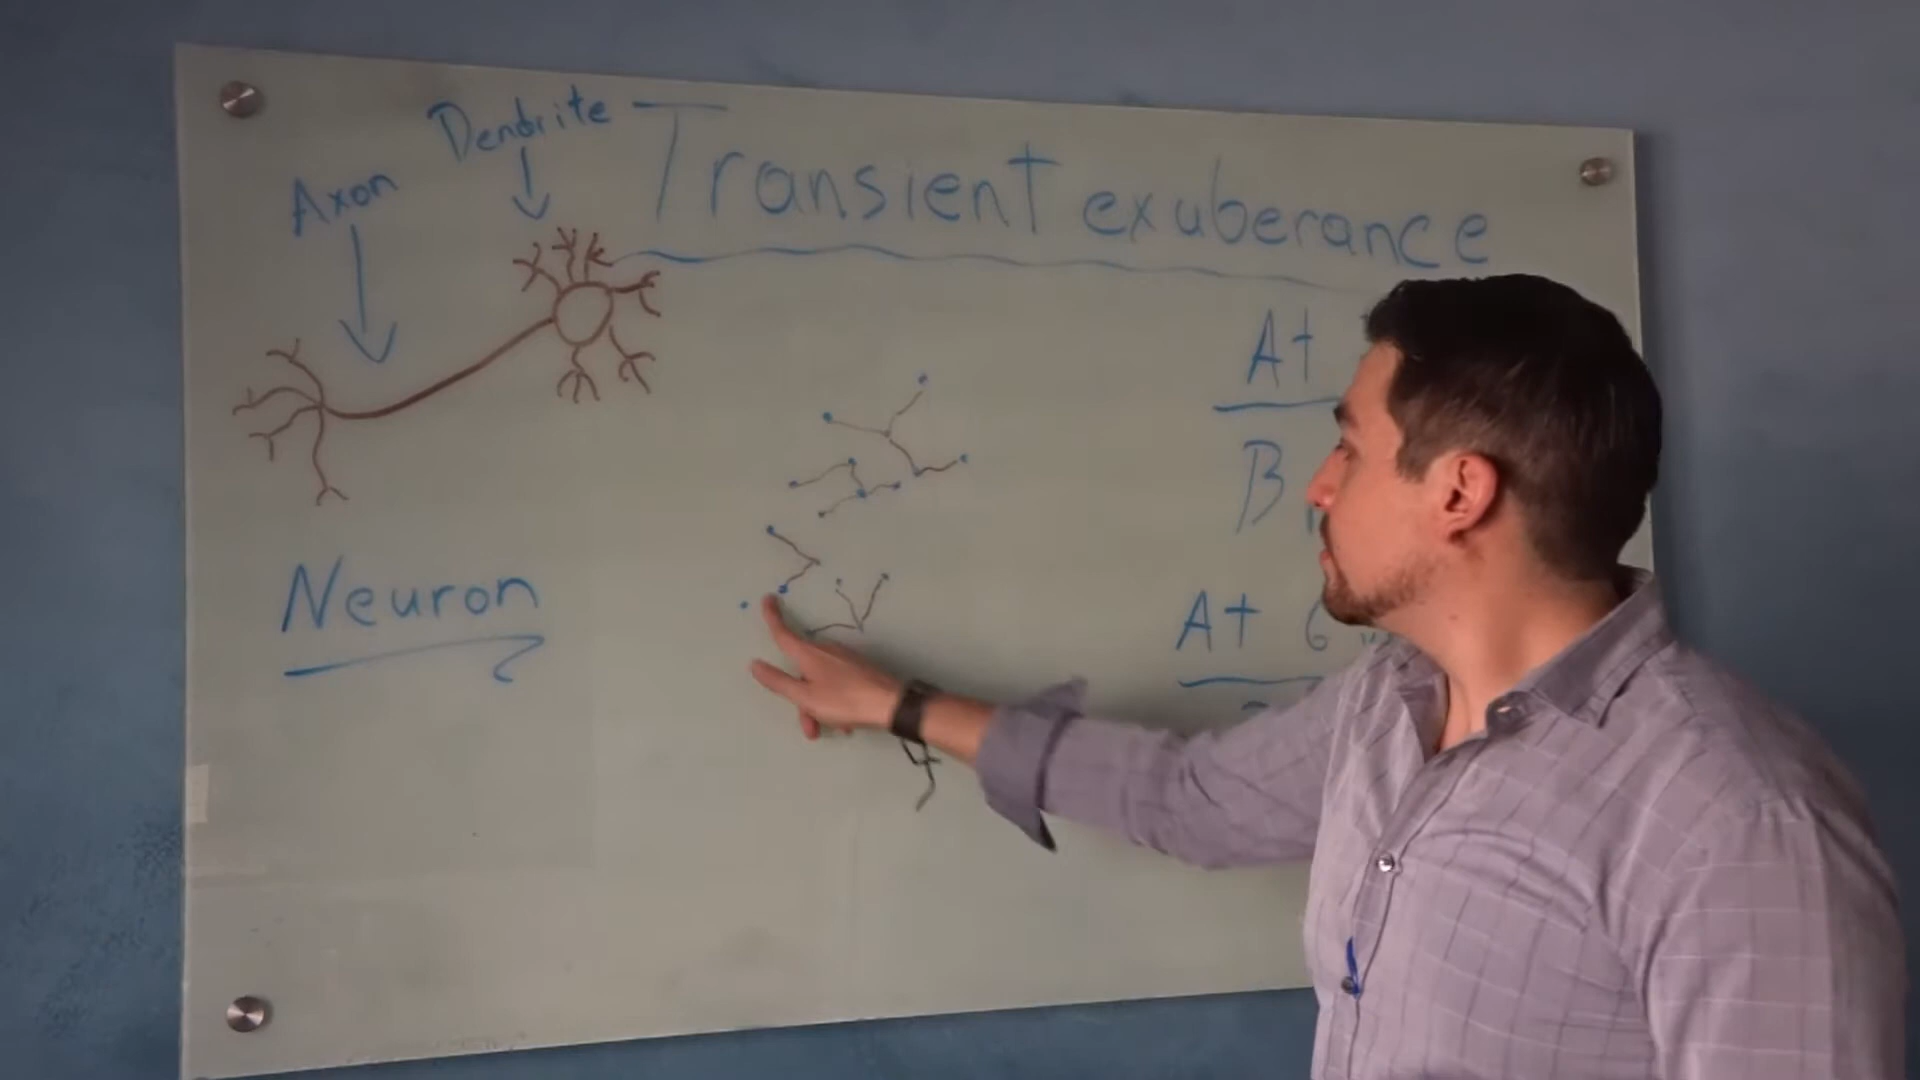 Dendrite
Axon
Transient exuberance
At
B
Neuron
At 6